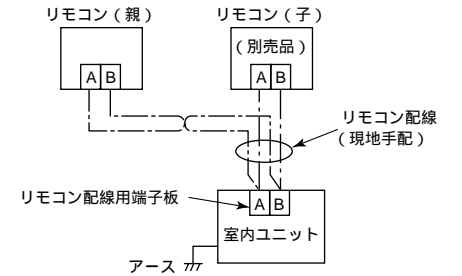 リモコン（親）
リモコン（子）
（別売品）
A B
A B
リモコン配線
（現地手配）
リモコン配線用端子板
A B
室内ユニット
アース